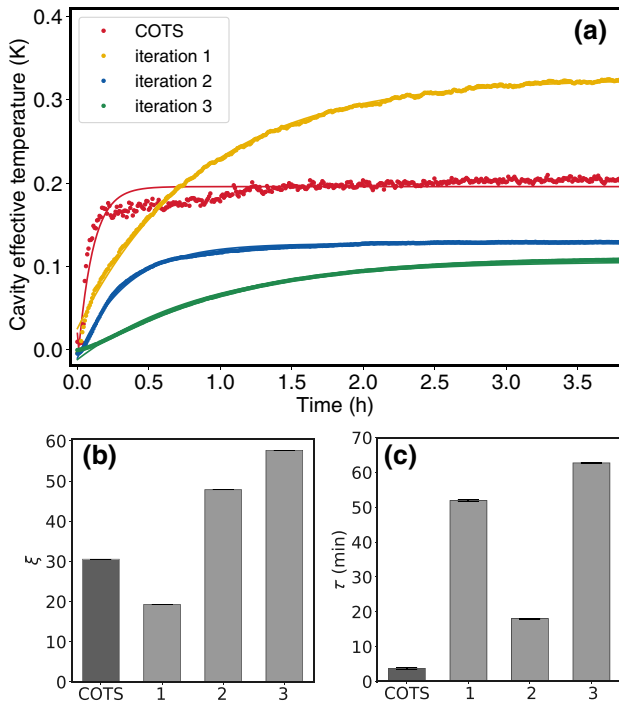 (a)
COTS
iteration 1
iteration 2
iteration 3
Cavity effective temperature (K)
0.4
0.3
0.2
0.1
0.0
0.0 0.5 1.0 1.5 2.0 2.5 3.0 3.5
Time (h)
(b)
ξ
60
50
40
30
20
10
0
COTS 1 2 3
(c)
τ (min)
70
60
50
40
30
20
10
0
COTS 1 2 3